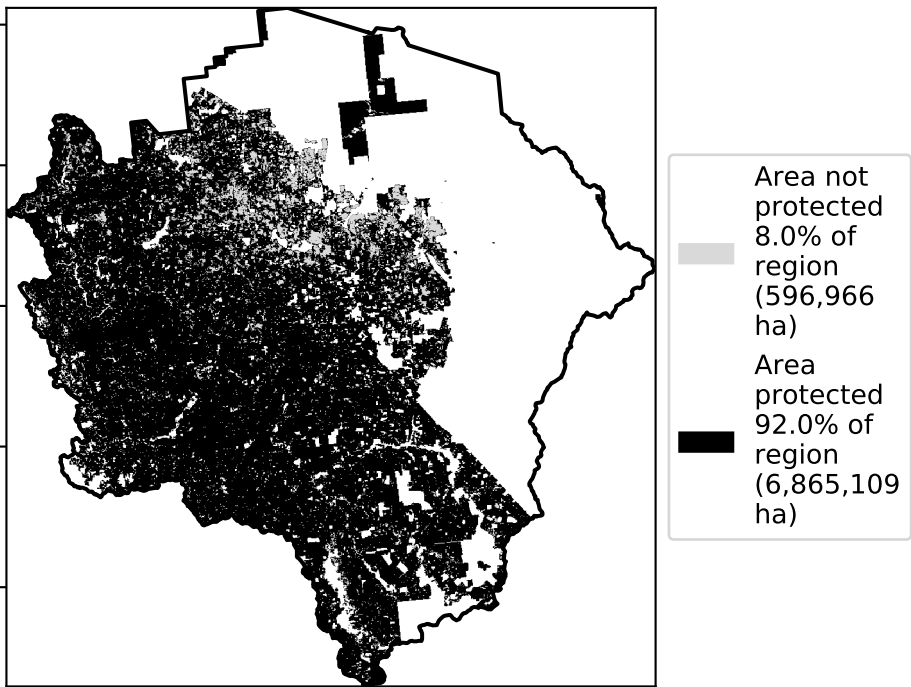 Area not
protected
8.0% of
region
(596,966
ha)
Area
protected
92.0% of
region
(6,865,109
ha)